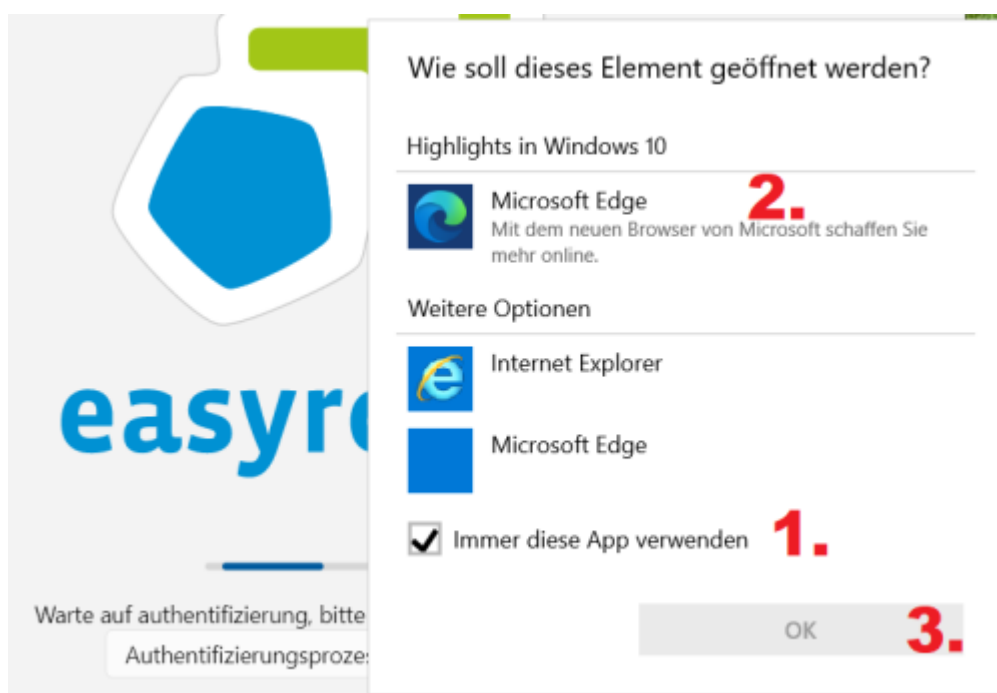 Wie soll dieses Element geöffnet werden?
Highlights in Windows 10
2.
Microsoft Edge
Mit dem neuen Browser von Microsoft schaffen Sie
mehr online.
Weitere Optionen
Internet Explorer
Microsoft Edge
Immer diese App verwenden 1.
OK 3.
easyr
Warte auf authentifizierung, bitte
Authentifizierungsproze